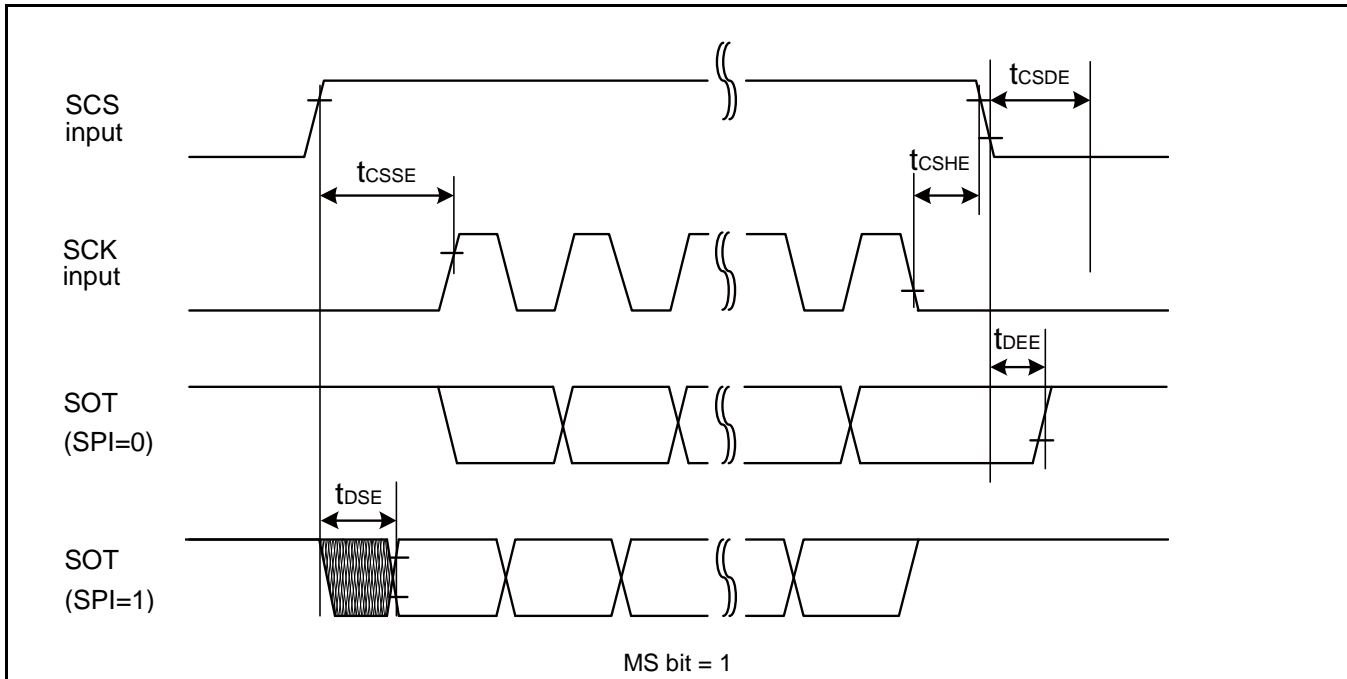 SCS
input
tCSDE
tCSHE
tCSSE
SCK
input
tDEE
SOT
(SPI=0)
tDSE
SOT
(SPI=1)
MS bit = 1